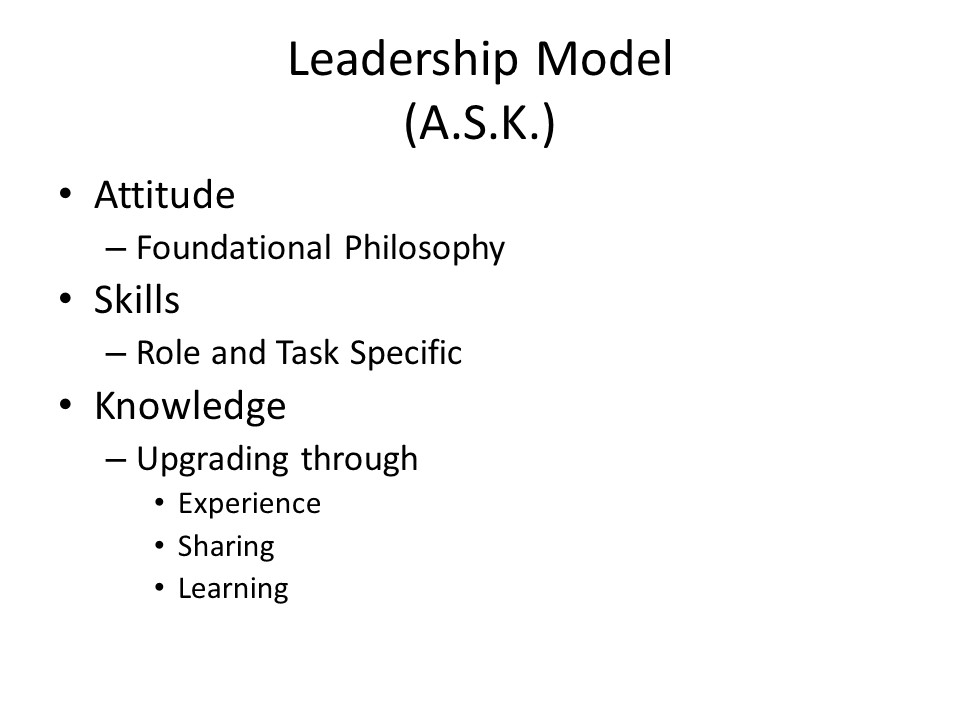 Leadership Model
(A.S.K.)
• Attitude
– Foundational Philosophy
• Skills
– Role and Task Specific
• Knowledge
– Upgrading through
• Experience
• Sharing
• Learning